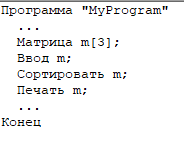 Программа "MyProgram"
...
Матрица m[3];
Ввод m;
Сортировать m;
Печать m;
...
Конец